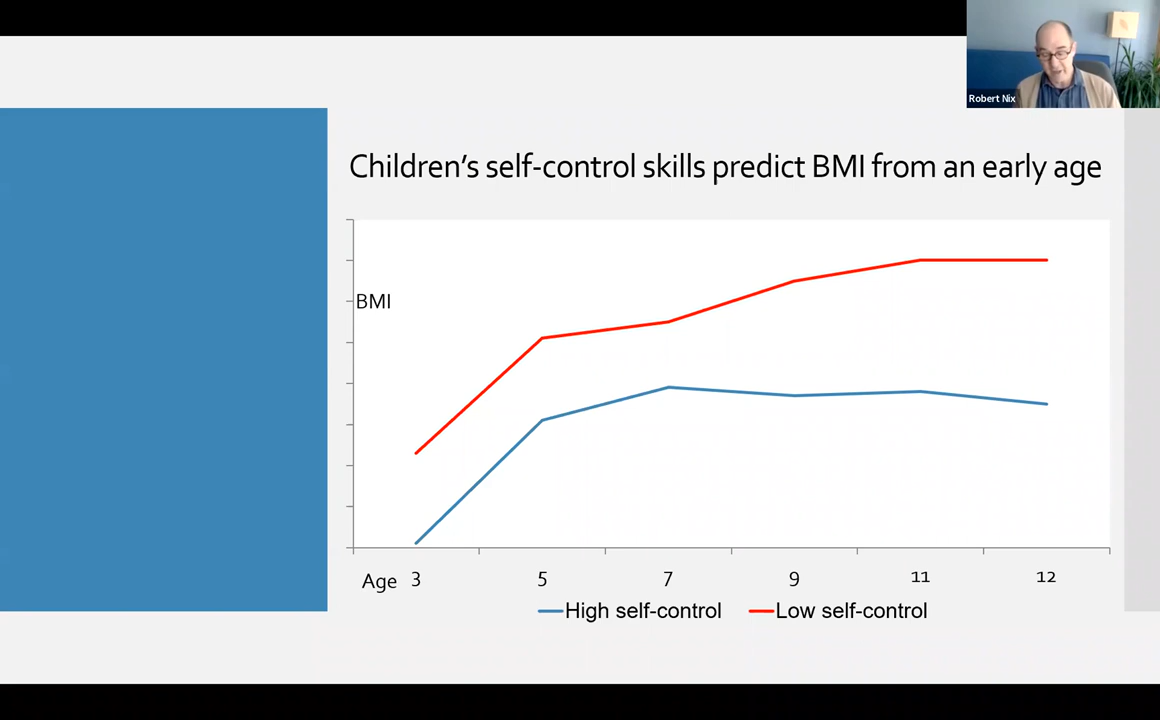 Robert Nix
Children's self-control skills predict BMI from an early age
BMI
Age 3 5 7 9 11 12
High self-control Low self-control